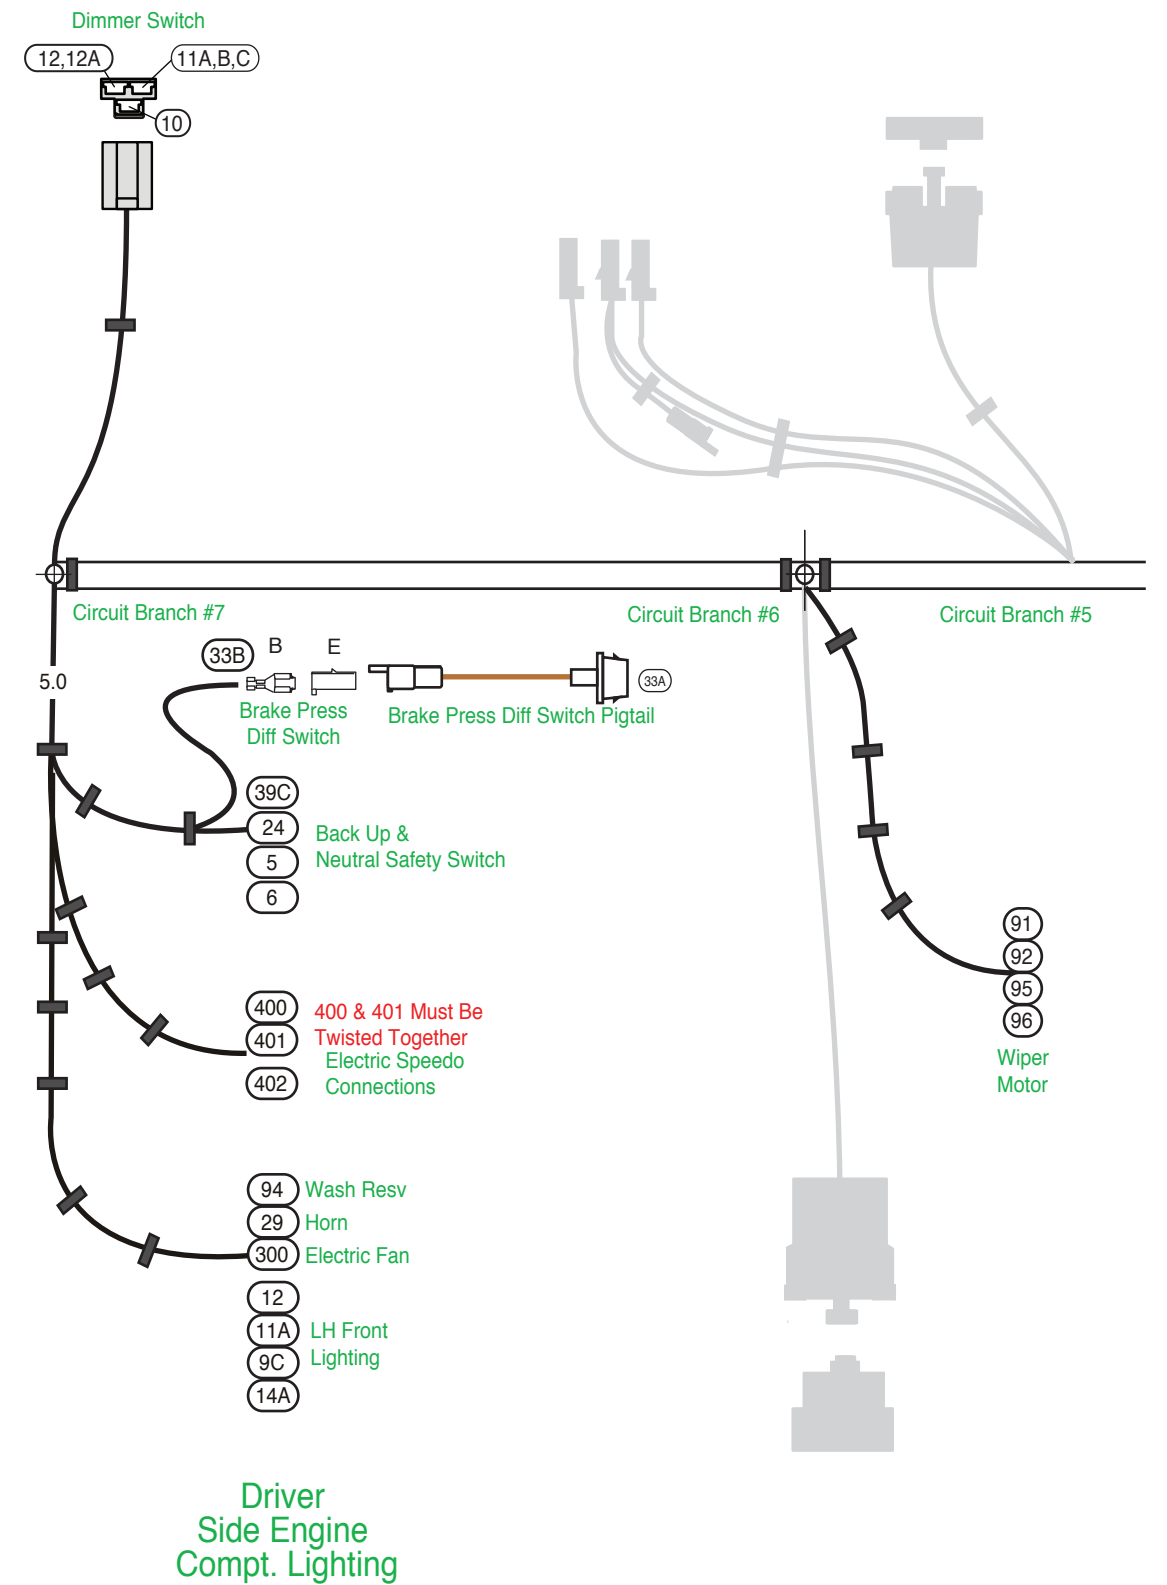 Dimmer Switch
12,12A
11A,B,C
10
Circuit Branch #7
Circuit Branch #6
Circuit Branch #5
33B
B
E
33A
5.0
Brake Press
Diff Switch
Brake Press Diff Switch Pigtail
39C
24
5
6
Back Up &
Neutral Safety Switch
91
92
95
96
Wiper
Motor
400
401
402
400 & 401 Must Be
Twisted Together
Electric Speedo
Connections
94 Wash Resv
29 Horn
300 Electric Fan
12
11A
9C
14A
LH Front
Lighting
Driver
Side Engine
Compt. Lighting